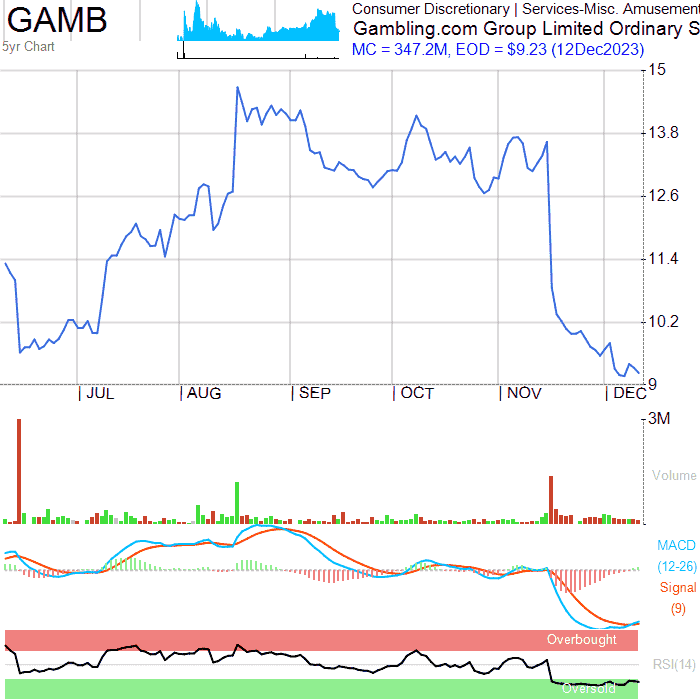 GAMB
5yr Chart
Consumer Discretionary | Services-Misc. Amusement
Gambling.com Group Limited Ordinary S
MC = 347.2M, EOD = $9.23 (12Dec2023)
15
13.8
12.6
11.4
10.2
9
JUL AUG SEP OCT NOV DEC
3M
Volume
MACD
(12-26)
Signal
(9)
Overbought
RSI(14)
Oversold